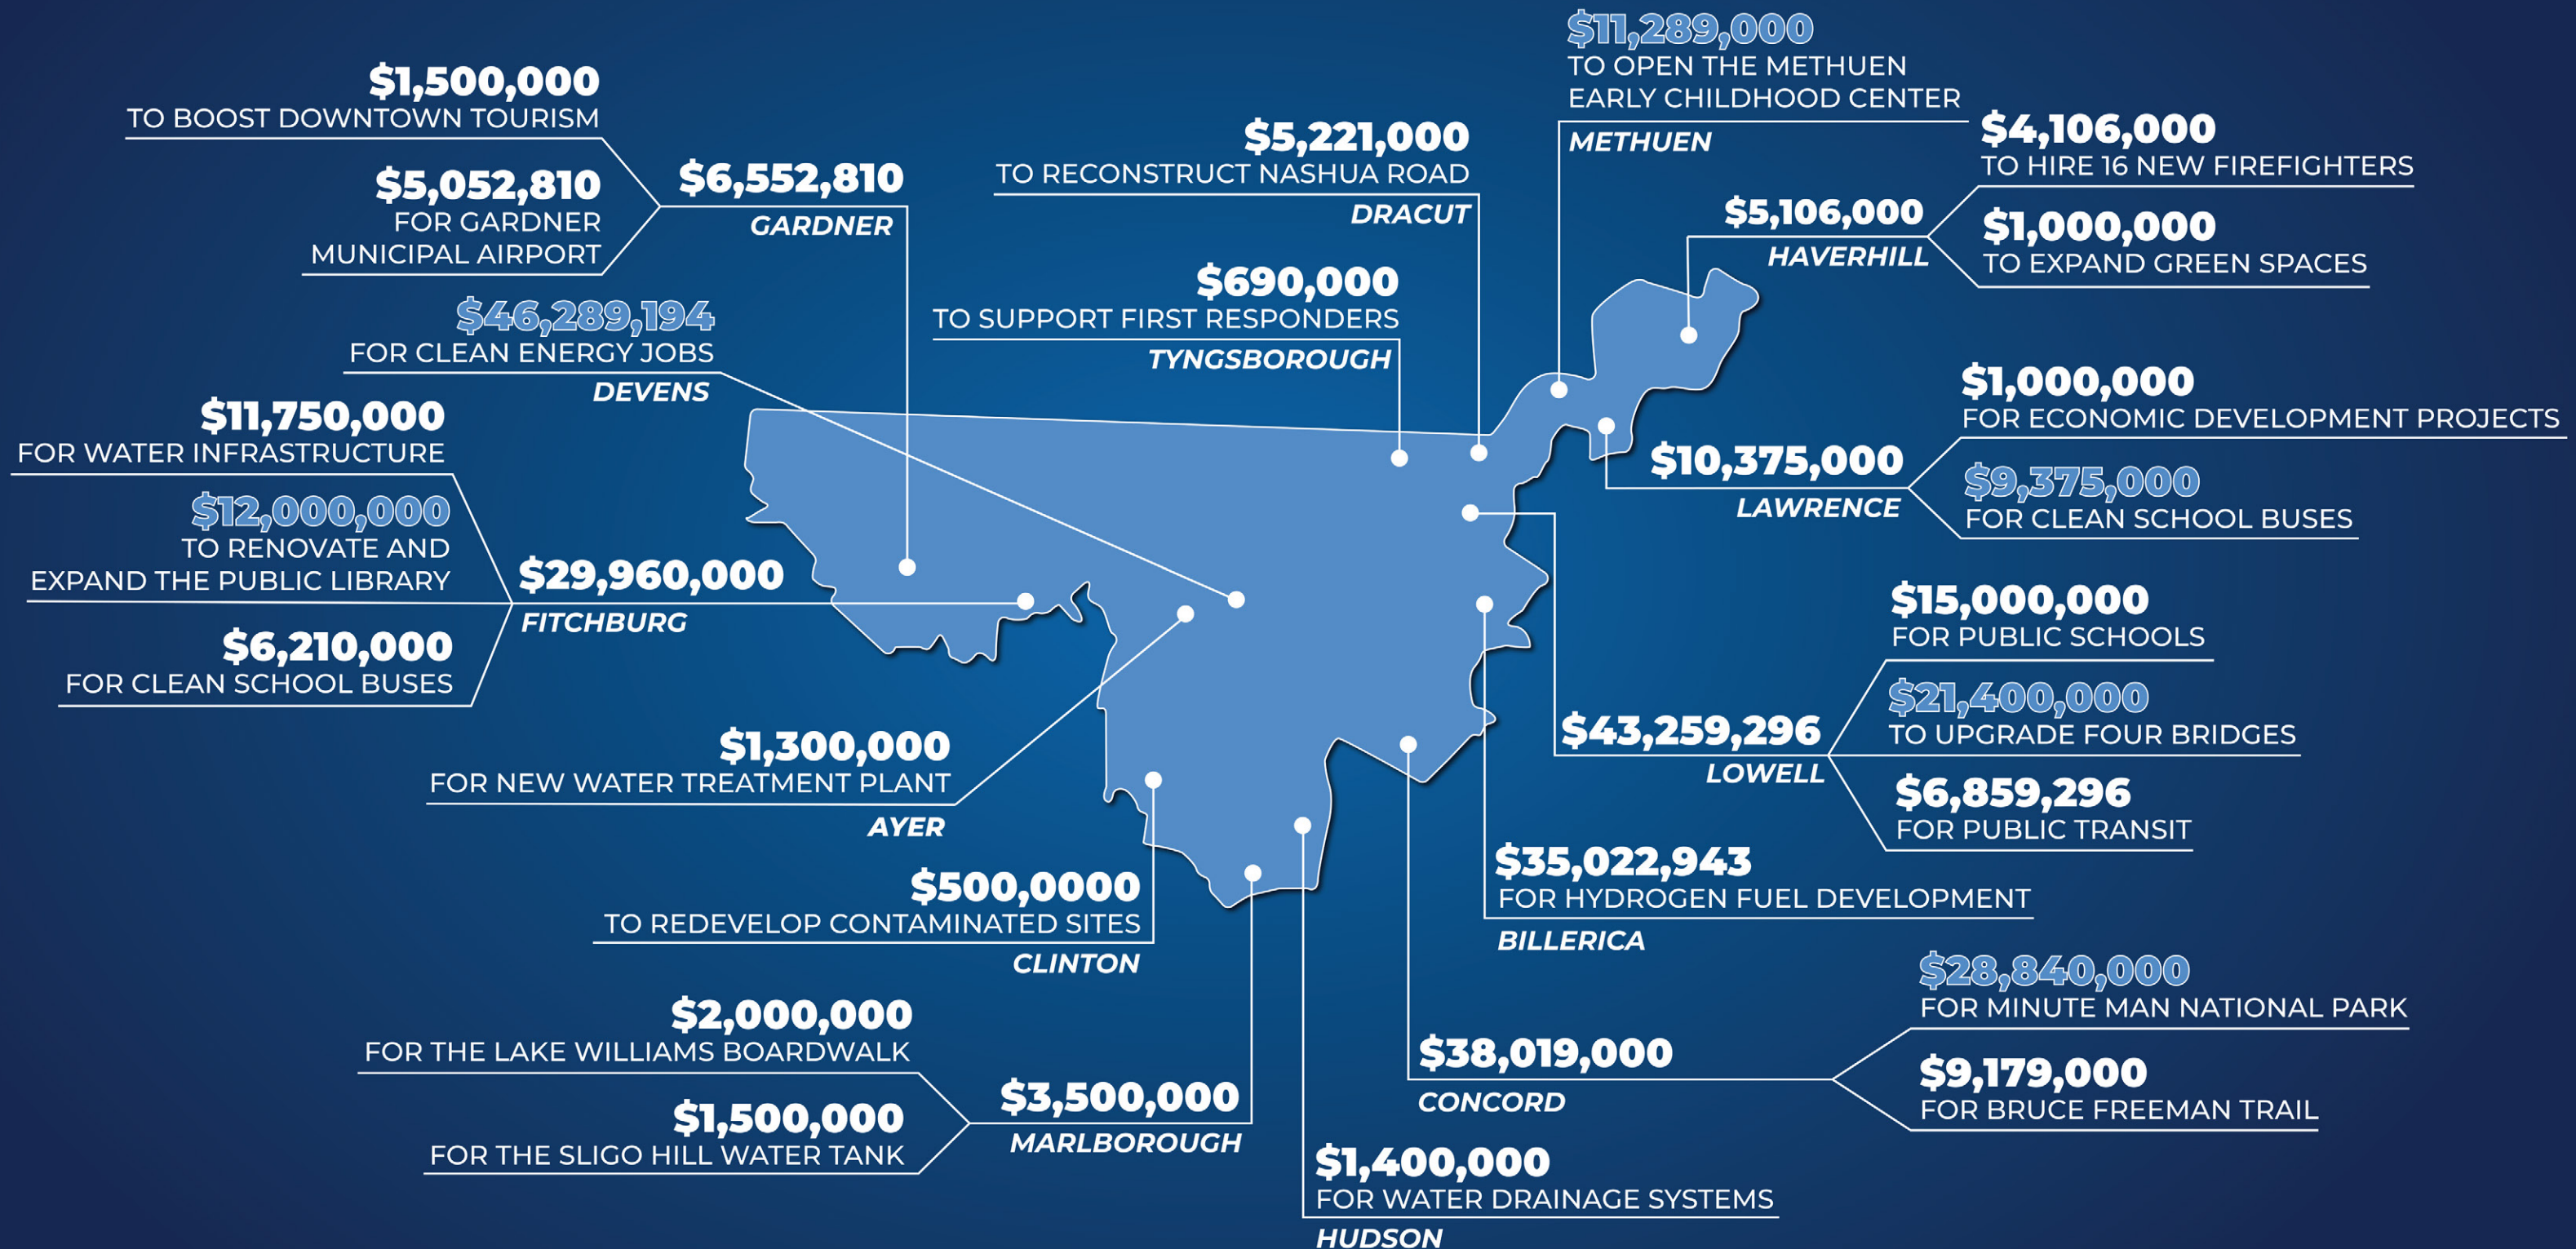 $1,500,000
TO BOOST DOWNTOWN TOURISM
$5,052,810
FOR GARDNER
MUNICIPAL AIRPORT
$6,552,810
GARDNER
$46,289,194
FOR CLEAN ENERGY JOBS
DEVENS
$11,750,000
FOR WATER INFRASTRUCTURE
$12,000,000
TO RENOVATE AND
EXPAND THE PUBLIC LIBRARY
$6,210,000
FOR CLEAN SCHOOL BUSES
$29,960,000
FITCHBURG
$1,300,000
FOR NEW WATER TREATMENT PLANT
AYER
$500,0000
TO REDEVELOP CONTAMINATED SITES
CLINTON
$2,000,000
FOR THE LAKE WILLIAMS BOARDWALK
$1,500,000
FOR THE SLIGO HILL WATER TANK
$3,500,000
MARLBOROUGH
$5,221,000
TO RECONSTRUCT NASHUA ROAD
DRACUT
$690,000
TO SUPPORT FIRST RESPONDERS
TYNGSBOROUGH
$11,289,000
TO OPEN THE METHUEN
EARLY CHILDHOOD CENTER
METHUEN
$4,106,000
TO HIRE 16 NEW FIREFIGHTERS
$5,106,000
HAVERHILL
$1,000,000
TO EXPAND GREEN SPACES
$1,000,000
FOR ECONOMIC DEVELOPMENT PROJECTS
$10,375,000
LAWRENCE
$9,375,000
FOR CLEAN SCHOOL BUSES
$15,000,000
FOR PUBLIC SCHOOLS
$21,400,000
TO UPGRADE FOUR BRIDGES
$43,259,296
LOWELL
$6,859,296
FOR PUBLIC TRANSIT
$35,022,943
FOR HYDROGEN FUEL DEVELOPMENT
BILLERICA
$28,840,000
FOR MINUTE MAN NATIONAL PARK
$38,019,000
CONCORD
$9,179,000
FOR BRUCE FREEMAN TRAIL
$1,400,000
FOR WATER DRAINAGE SYSTEMS
HUDSON